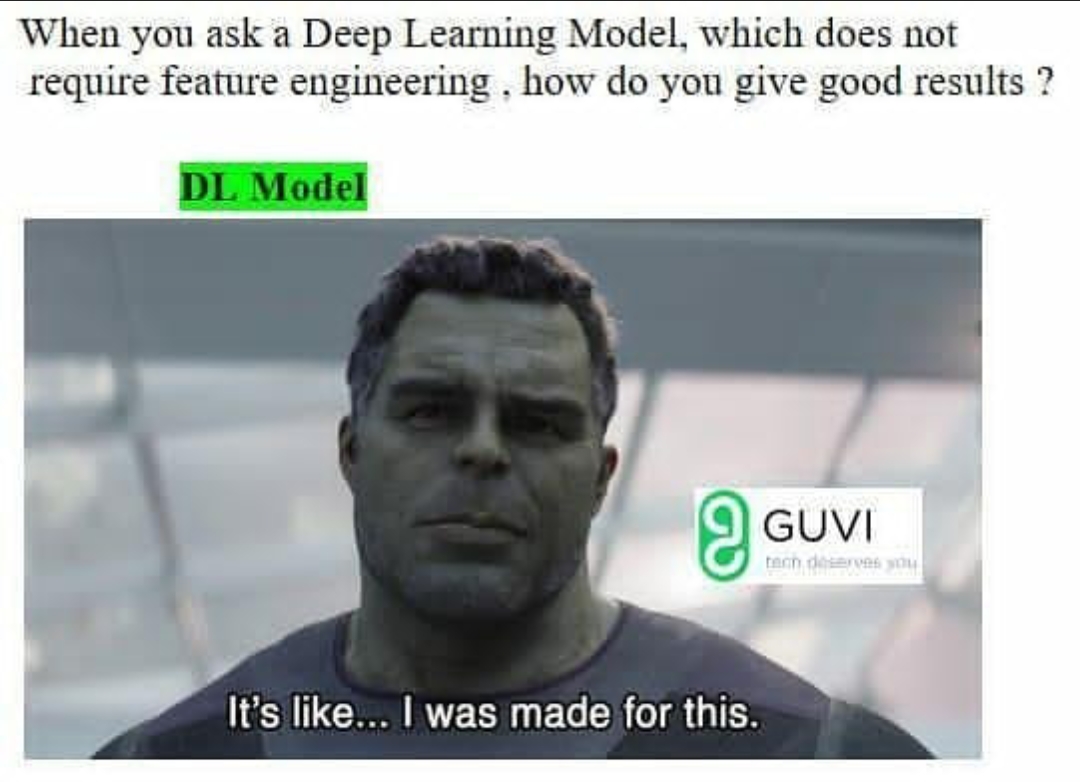 When you ask a Deep Learning Model, which does not
require feature engineering , how do you give good results ?
DL Model
GUVI
tech deserves you
It's like... I was made for this.